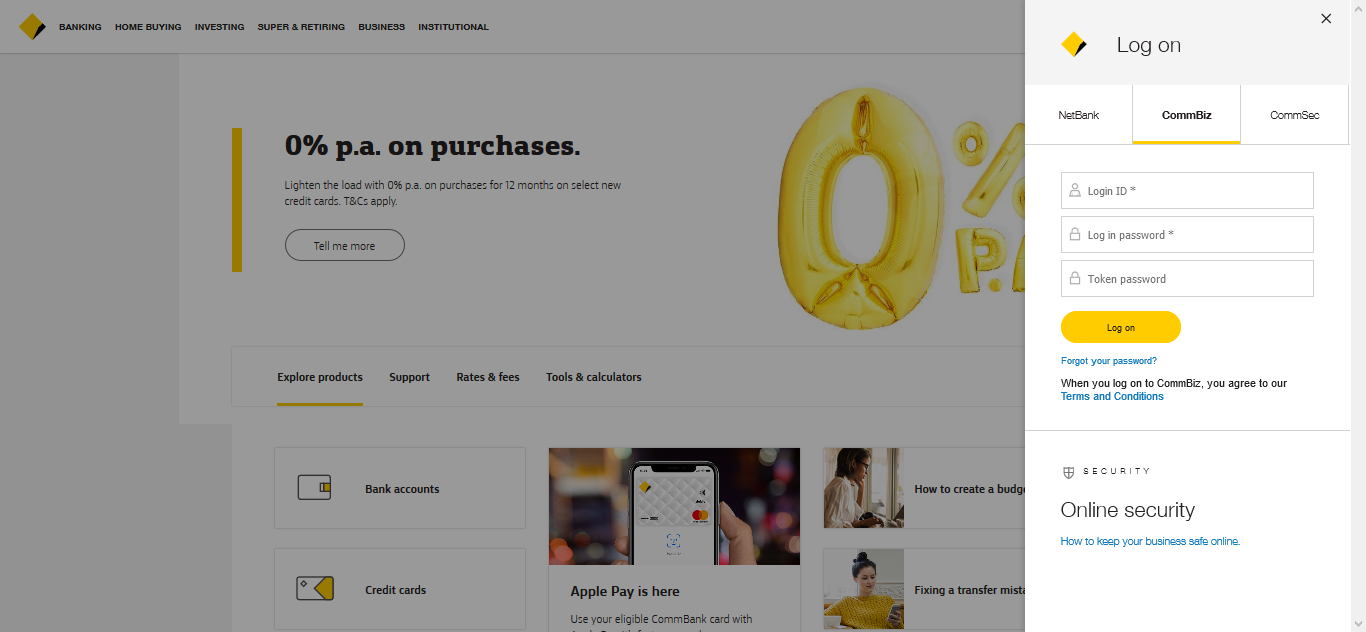 BANKING HOME BUYING INVESTING SUPER & RETIRING BUSINESS INSTITUTIONAL
0% p.a. on purchases.
Lighten the load with 0% p.a. on purchases for 12 months on select new
credit cards. T&Cs apply.
Tell me more
0%
P.A
Explore products Support Rates & fees Tools & calculators
Bank accounts
How to create a budge
Credit cards
Apple Pay is here
Use your eligible CommBank card with
Fixing a transfer mista
Log on
NetBank CommBiz CommSec
Login ID *
Log in password *
Token password
Log on
Forgot your password?
When you log on to CommBiz, you agree to our
Terms and Conditions
SECURITY
Online security
How to keep your business safe online.